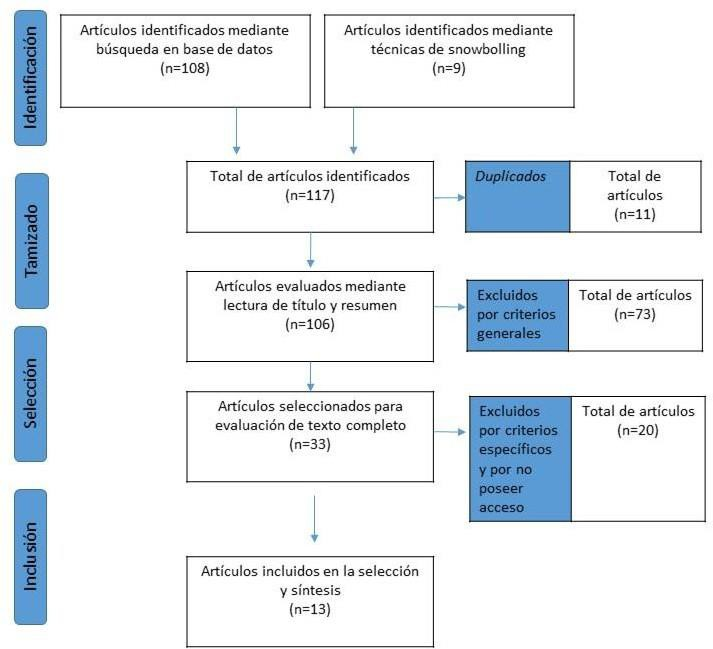 Identificación
Artículos identificados mediante
búsqueda en base de datos
(n=108)
Artículos identificados mediante
técnicas de snowbolling
(n=9)
Tamizado
Total de artículos identificados
(n=117)
Duplicados
Total de
artículos
(n=11)
Artículos evaluados mediante
lectura de título y resumen
(n=106)
Excluidos
por criterios
generales
Total de artículos
(n=73)
Selección
Artículos seleccionados para
evaluación de texto completo
(n=33)
Excluidos
por criterios
específicos
y por no
poseer
acceso
Total de artículos
(n=20)
Inclusión
Artículos incluidos en la selección
y síntesis
(n=13)